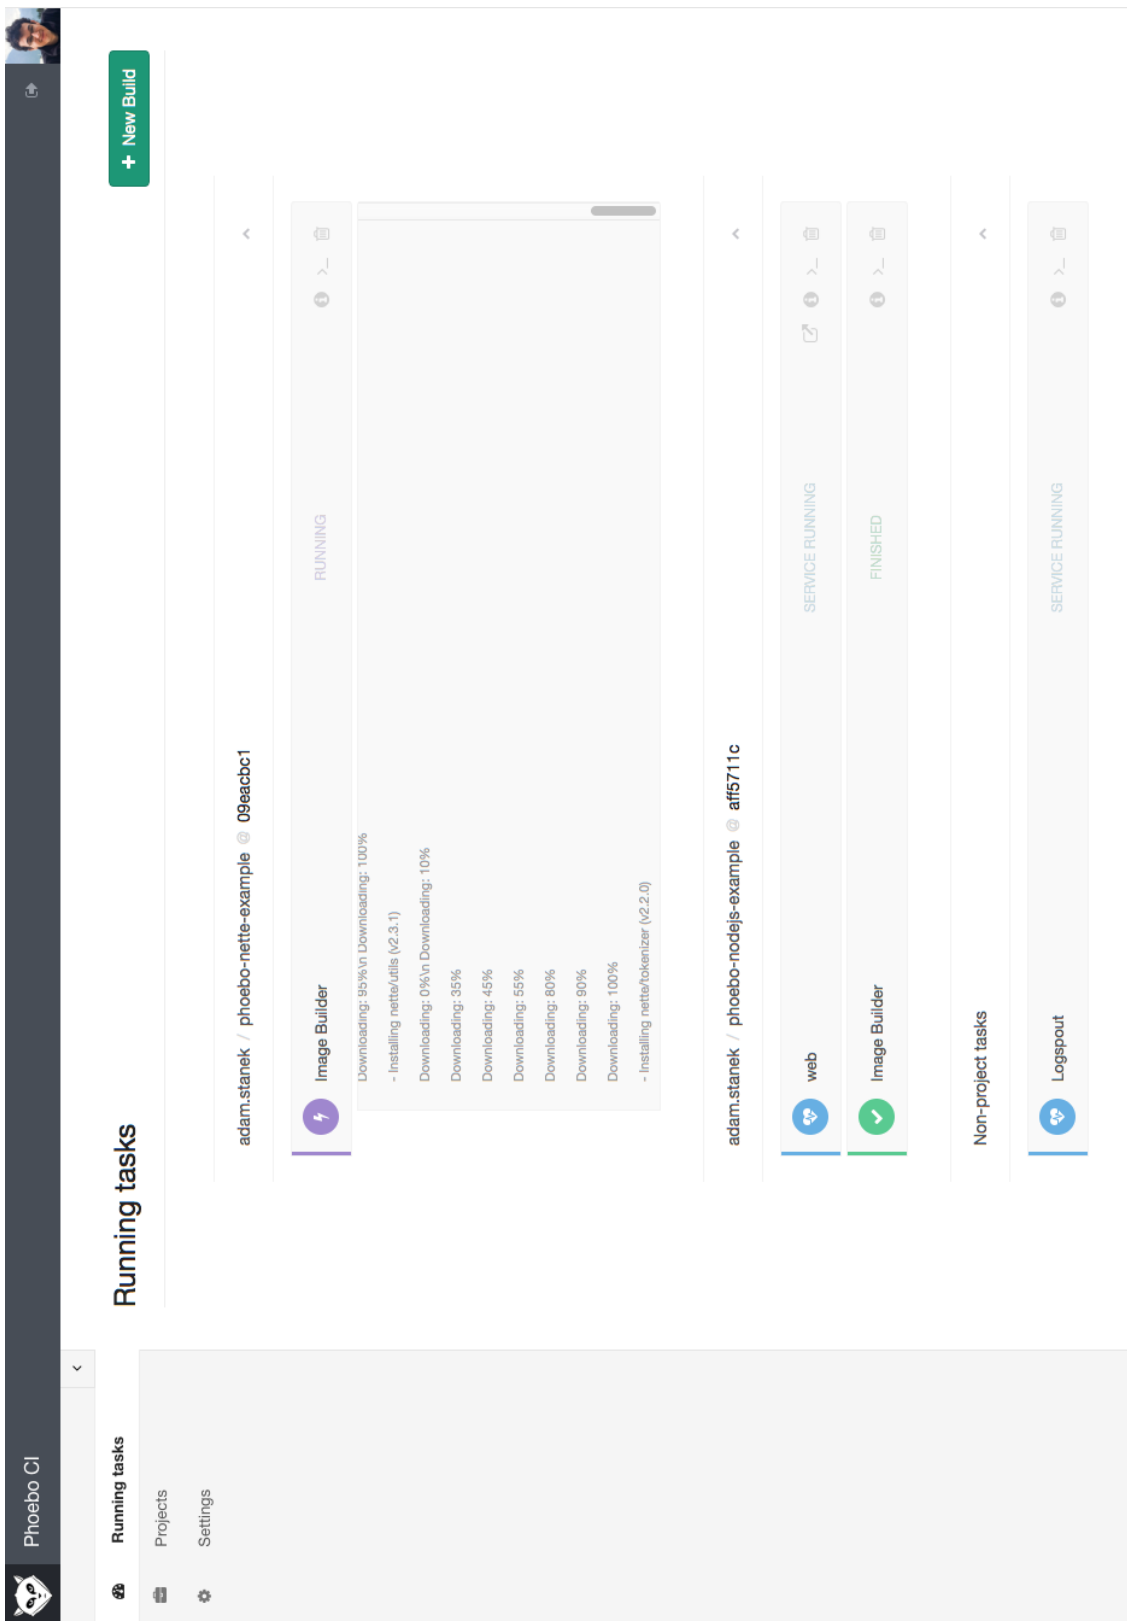 Phoebo CI
Running tasks
Projects
Settings
Running tasks
+ New Build
adam.stanek / phoebo-nette-example @ 09eacbc1
Image Builder RUNNING
Downloading: 95%\n Downloading: 100%
- Installing nette/utils (v2.3.1)
Downloading: 0%\n Downloading: 10%
Downloading: 35%
Downloading: 45%
Downloading: 55%
Downloading: 80%
Downloading: 90%
Downloading: 100%
- Installing nette/tokenizer (v2.2.0)
adam.stanek / phoebo-nodejs-example @ aff5711c
web SERVICE RUNNING
Image Builder FINISHED
Non-project tasks
Logspout SERVICE RUNNING